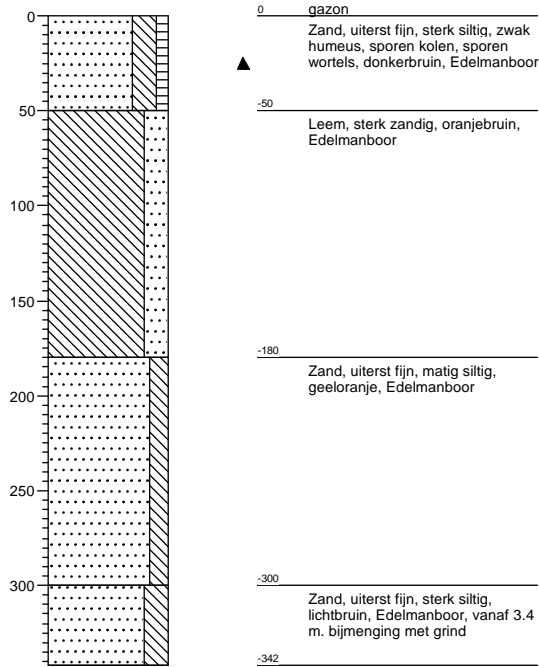 0
50
100
150
200
250
300
0
gazon
Zand, uiterst fijn, sterk siltig, zwak
humeus, sporen kolen, sporen
wortels, donkerbruin, Edelmanboor
-50
Leem, sterk zandig, oranjebruin,
Edelmanboor
-180
Zand, uiterst fijn, matig siltig,
geeloranje, Edelmanboor
-300
Zand, uiterst fijn, sterk siltig,
lichtbruin, Edelmanboor, vanaf 3.4
m. bijmenging met grind
-342